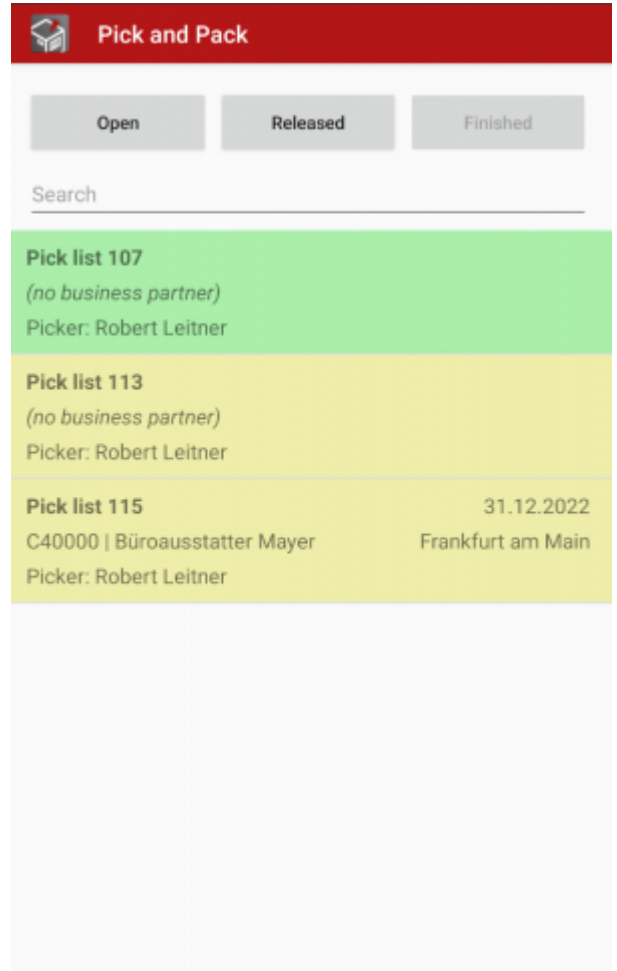 Pick and Pack
Open Released Finished
Search
Pick list 107
(no business partner)
Picker: Robert Leitner
Pick list 113
(no business partner)
Picker: Robert Leitner
Pick list 115 31.12.2022
C40000 | Büroausstatter Mayer Frankfurt am Main
Picker: Robert Leitner